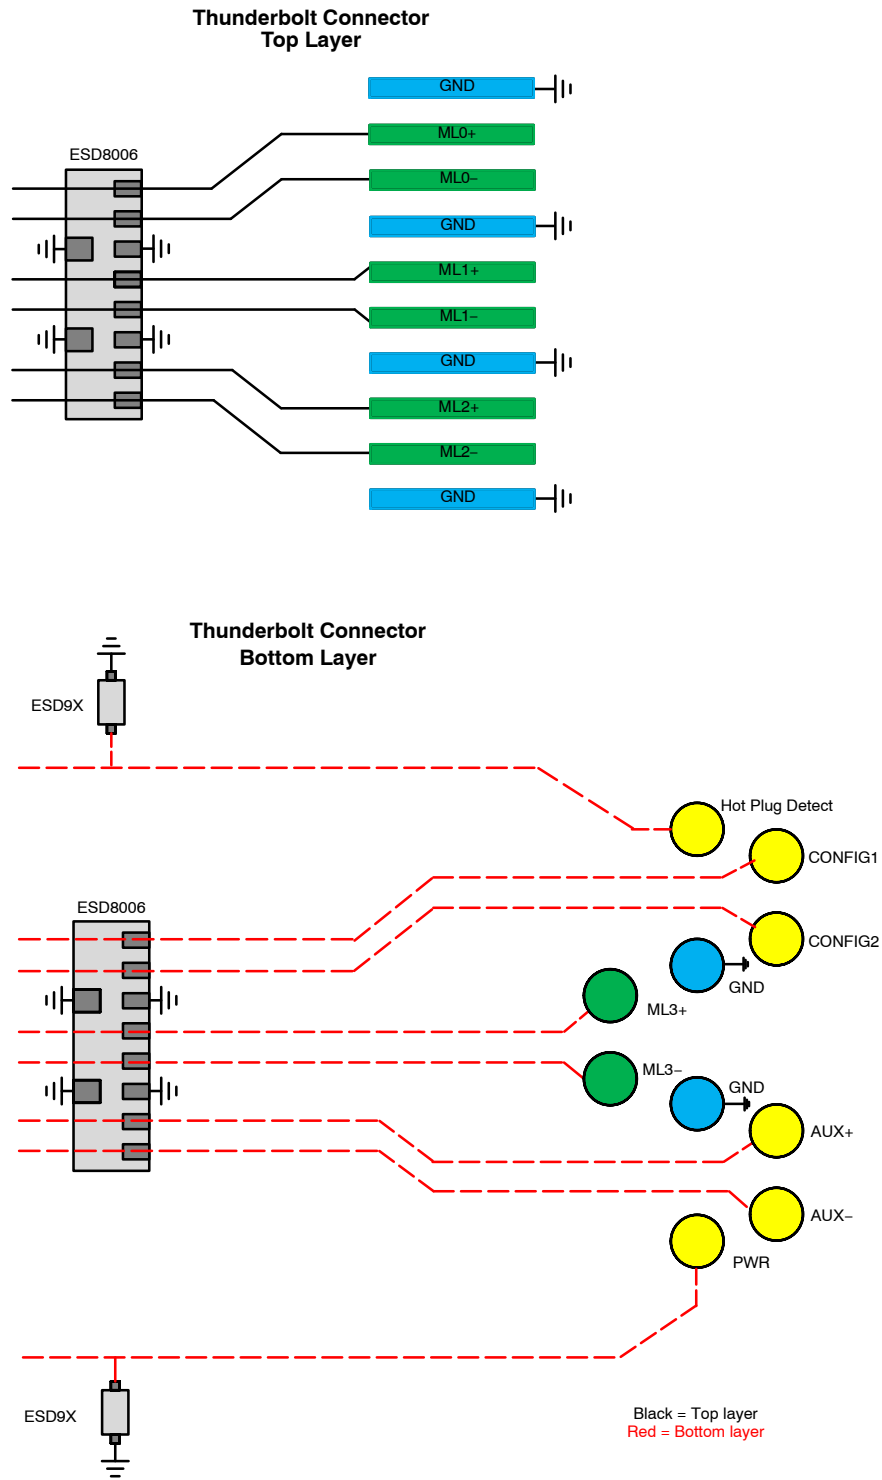 Thunderbolt Connector
Top Layer
GND
ML0+
ESD8006
ML0−
GND
ML1+
ML1−
GND
ML2+
ML2−
GND
Thunderbolt Connector
Bottom Layer
ESD9X
Hot Plug Detect
CONFIG1
ESD8006
CONFIG2
GND
ML3+
ML3−
GND
AUX+
AUX−
PWR
ESD9X
Black = Top layer
Red = Bottom layer